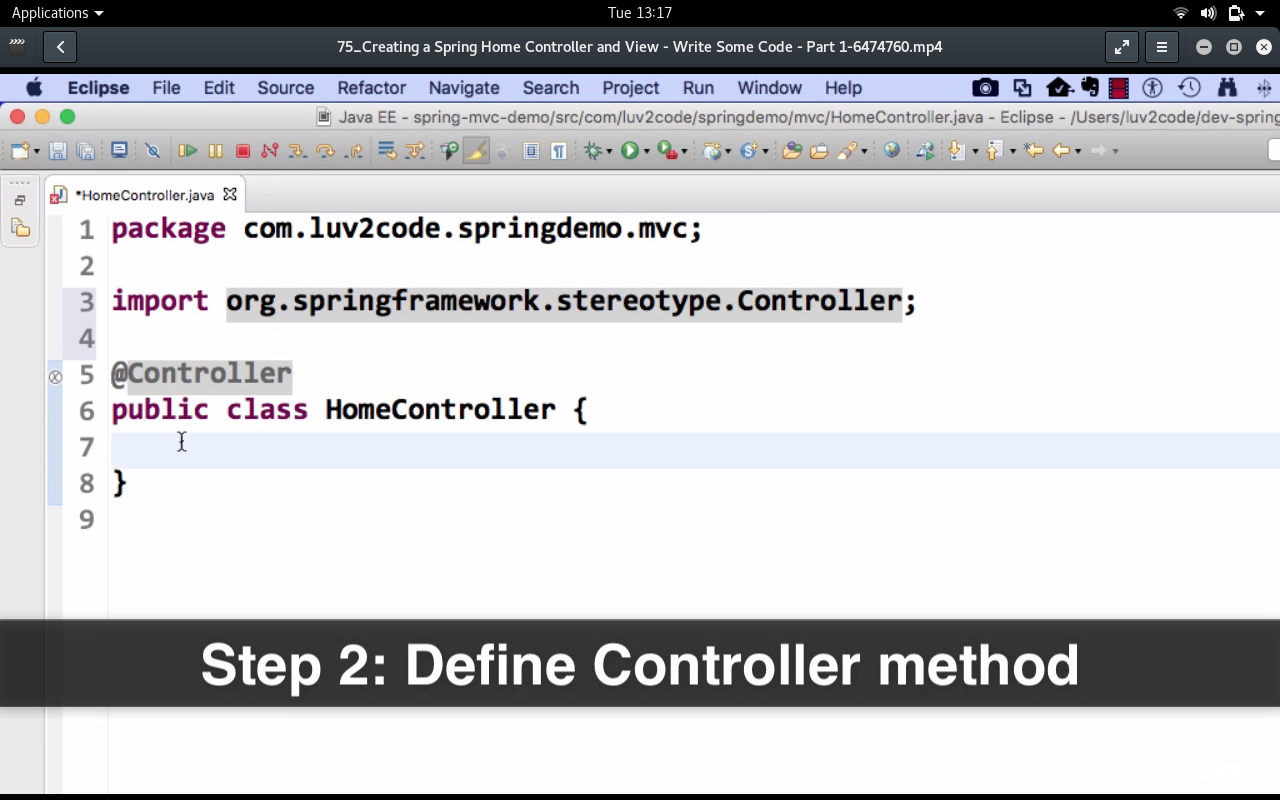 Applications
Tue 13:17
75_Creating a Spring Home Controller and View - Write Some Code - Part 1-6474760.mp4
Eclipse File Edit Source Refactor Navigate Search Project Run Window Help
Java EE - spring-mvc-demo/src/com/luv2code/springdemo/mvc/HomeController.java - Eclipse - /Users/luv2code/dev-spring
*HomeController.java
1 package com.luv2code.springdemo.mvc;
2
3 import org.springframework.stereotype.Controller;
4
5 @Controller
6 public class HomeController {
7
8 }
9
Step 2: Define Controller method